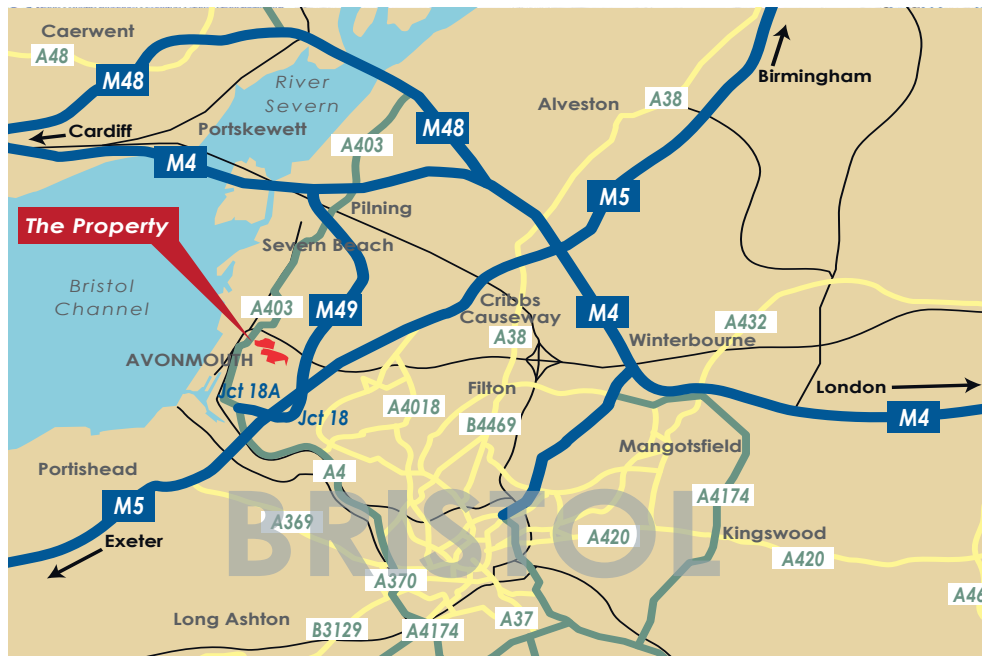 Caerwent
A48
M48
River
Severn
Birmingham
Alveston
A38
Cardiff
Portskewett
M48
A403
M4
M5
Pilning
The Property
Severn Beach
Bristol
Channel
A403
M49
Cribbs
Causeway
M4
A432
A38
Winterbourne
AVONMOUTH
Jct 18A
Filton
London
Jct 18
A4018
B4469
M4
Mangotsfield
Portishead
A4
A4174
M5
BRISTOL
A369
Exeter
A420
Kingswood
A420
A370
A46
Long Ashton
A37
B3129
A4174